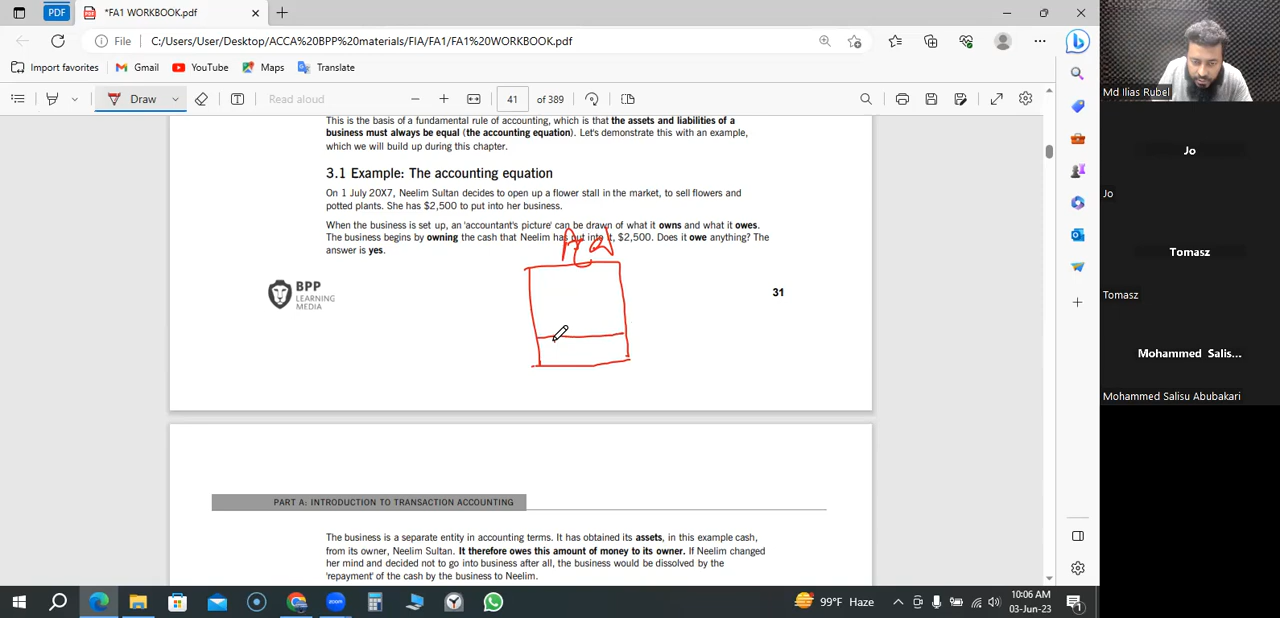 PDF
*FA1 WORKBOOK.pdf
File
C:/Users/User/Desktop/ACCA%20BPP%20materials/FIA/FA1/FA1%20WORKBOOK.pdf
Import favorites
Gmail
YouTube
Maps
Translate
Draw
Read aloud
41
of 389
This is the basis of a fundamental rule of accounting, which is that the assets and liabilities of a
business must always be equal (the accounting equation). Let's demonstrate this with an example,
which we will build up during this chapter.
3.1 Example: The accounting equation
On 1 July 20X7, Neelim Sultan decides to open up a flower stall in the market, to sell flowers and
potted plants. She has $2,500 to put into her business.
When the business is set up, an 'accountant's picture' can be drawn of what it owns and what it owes.
The business begins by owning the cash that Neelim has put into it, $2,500. Does it owe anything? The
answer is yes.
BPP
LEARNING
MEDIA
31
PART A: INTRODUCTION TO TRANSACTION ACCOUNTING
The business is a separate entity in accounting terms. It has obtained its assets, in this example cash,
from its owner, Neelim Sultan. It therefore owes this amount of money to its owner. If Neelim changed
her mind and decided not to go into business after all, the business would be dissolved by the
'repayment' of the cash by the business to Neelim.
Md Ilias Rubel
Jo
Jo
Tomasz
Tomasz
Mohammed Salis...
Mohammed Salisu Abubakari
99°F Haze
10:06 AM
03-Jun-23
1